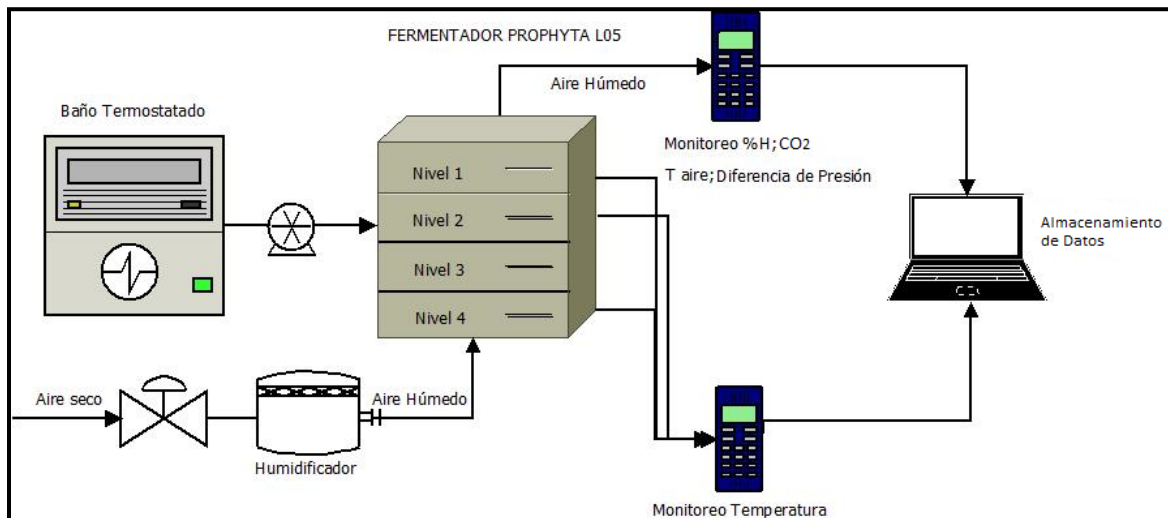 FERMENTADOR PROPHYTA L05
Aire Húmedo
Baño Termostatado
Monitoreo %H;CO2
T aire;Diferencia de Presión
Nivel 1
Nivel 2
Nivel 3
Nivel 4
Almacenamiento
de Datos
Aire seco
Aire Húmedo
Humidificador
Monitoreo Temperatura